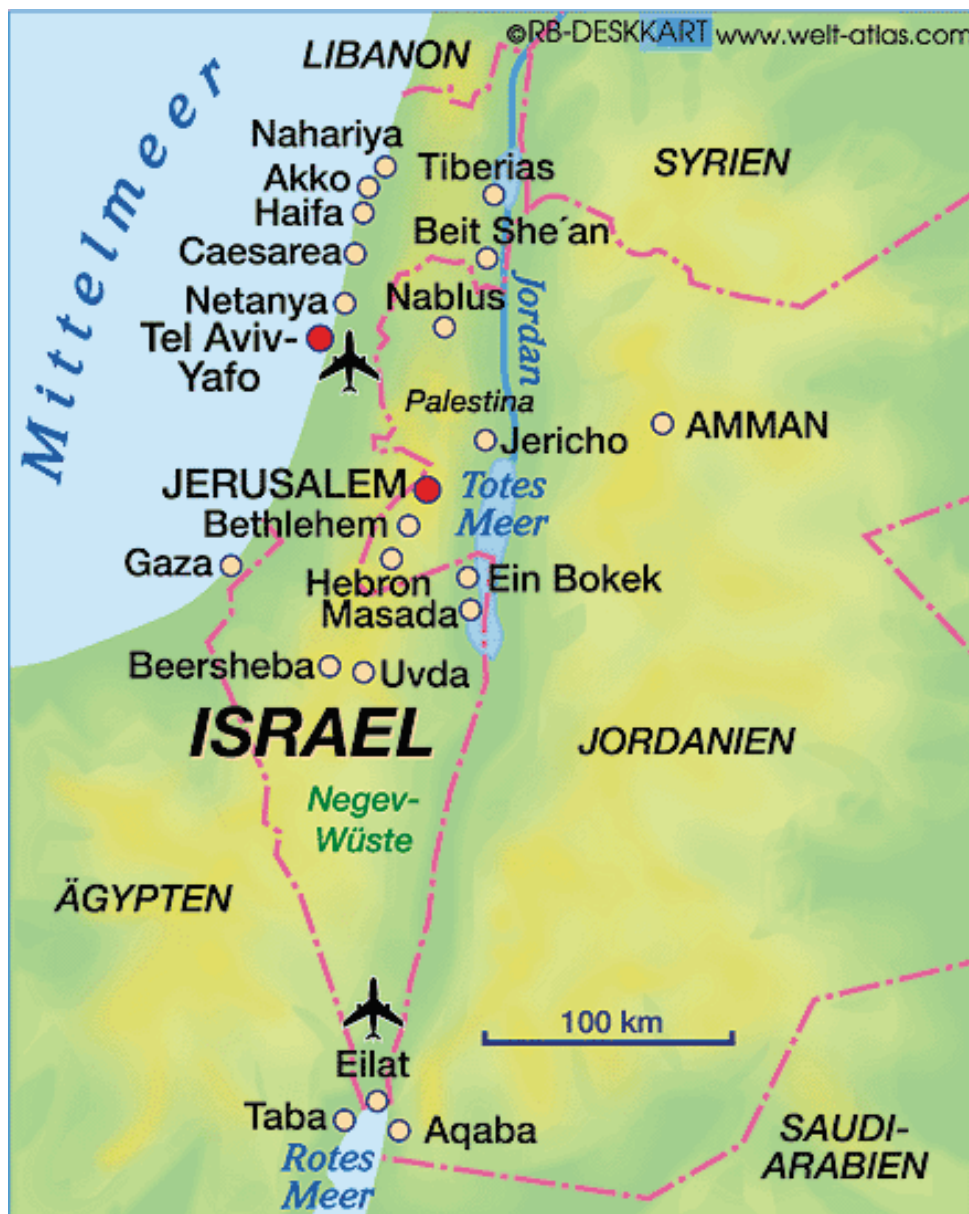 ©RB-DESKKART www.welt-atlas.com
LIBANON
Mittelmeer
Nahariya
Akko
Haifa
Caesarea
Netanya
Tel Aviv-
Yafo
Tiberias
SYRIEN
Beit She´an
Jordan
Nablus
Palestina
Jericho
AMMAN
JERUSALEM
Totes
Meer
Bethlehem
Gaza
Hebron
Ein Bokek
Masada
Beersheba
Uvda
ISRAEL
JORDANIEN
Negev-
Wüste
ÄGYPTEN
100 km
Eilat
Taba
Aqaba
Rotes
Meer
SAUDI-
ARABIEN